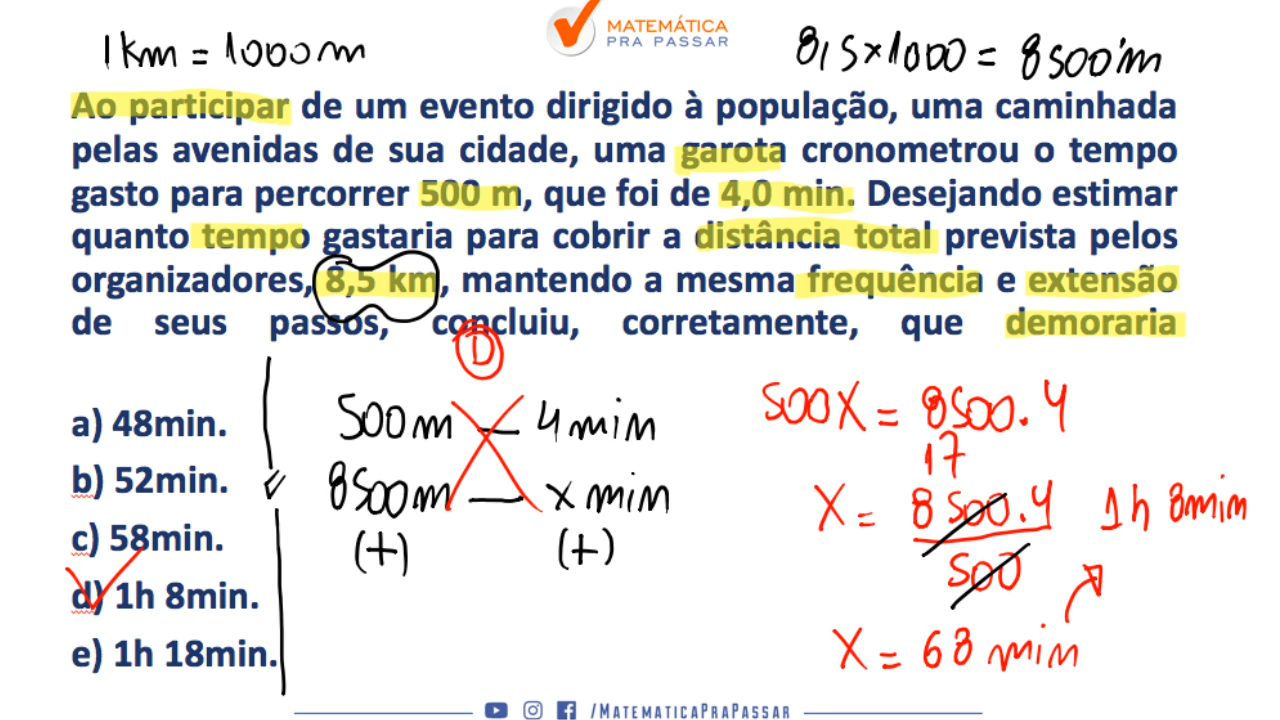 MATEMÁTICA
PRA PASSAR
1km = 1000m
8,5x1000 = 8500m
Ao participar de um evento dirigido à população, uma caminhada
pelas avenidas de sua cidade, uma garota cronometrou o tempo
gasto para percorrer 500 m, que foi de 4,0 min. Desejando estimar
quanto tempo gastaria para cobrir a distância total prevista pelos
organizadores, 8,5 km, mantendo a mesma frequência e extensão
de seus passos, concluiu, corretamente, que demoraria
a) 48min.
b) 52min.
c) 58min.
d) 1h 8min.
e) 1h 18min.
D
500m — 4min
8500m — x min
(+) (+)
500X = 8500.4
17
X = 8500.4
500
1h 8min
X = 68 min
/MatematicaPraPassar